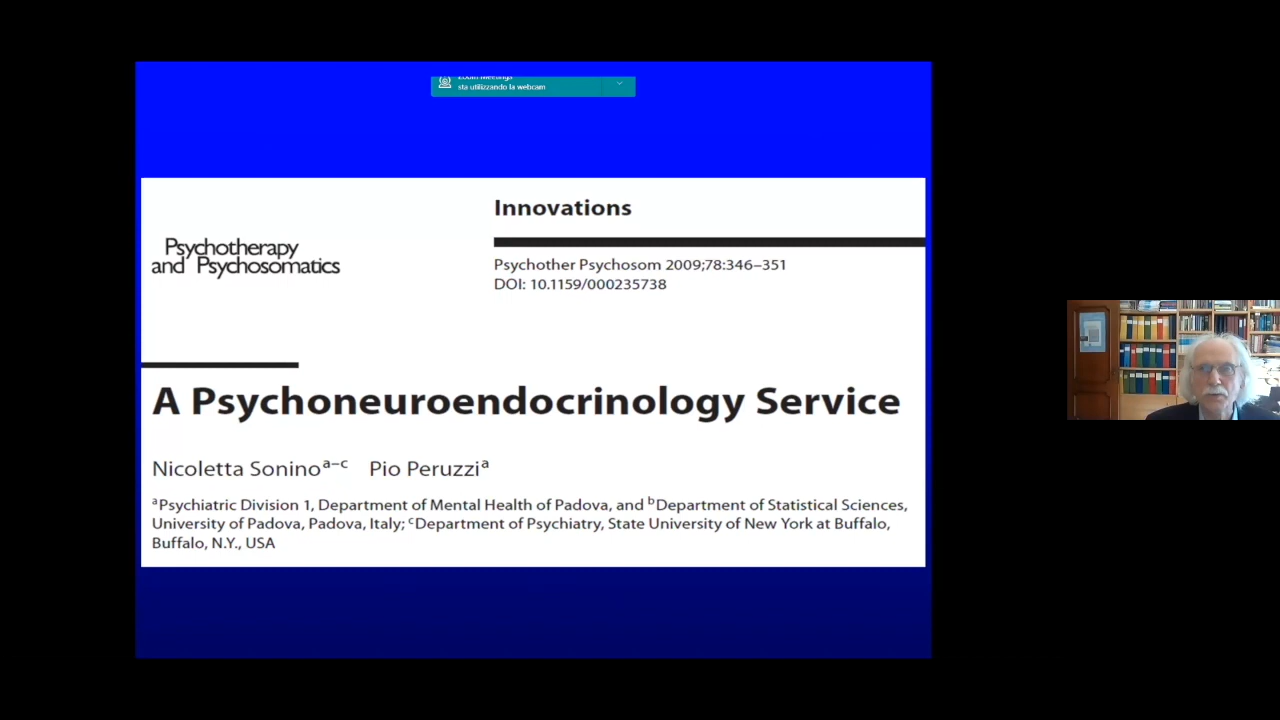 Zoom Meetings
sta utilizzando la webcam
Innovations
Psychotherapy
and Psychosomatics
Psychother Psychosom 2009;78:346–351
DOI: 10.1159/000235738
A Psychoneuroendocrinology Service
Nicoletta Sonino a–c Pio Peruzzi a
a Psychiatric Division 1, Department of Mental Health of Padova, and b Department of Statistical Sciences,
University of Padova, Padova, Italy; c Department of Psychiatry, State University of New York at Buffalo,
Buffalo, N.Y., USA